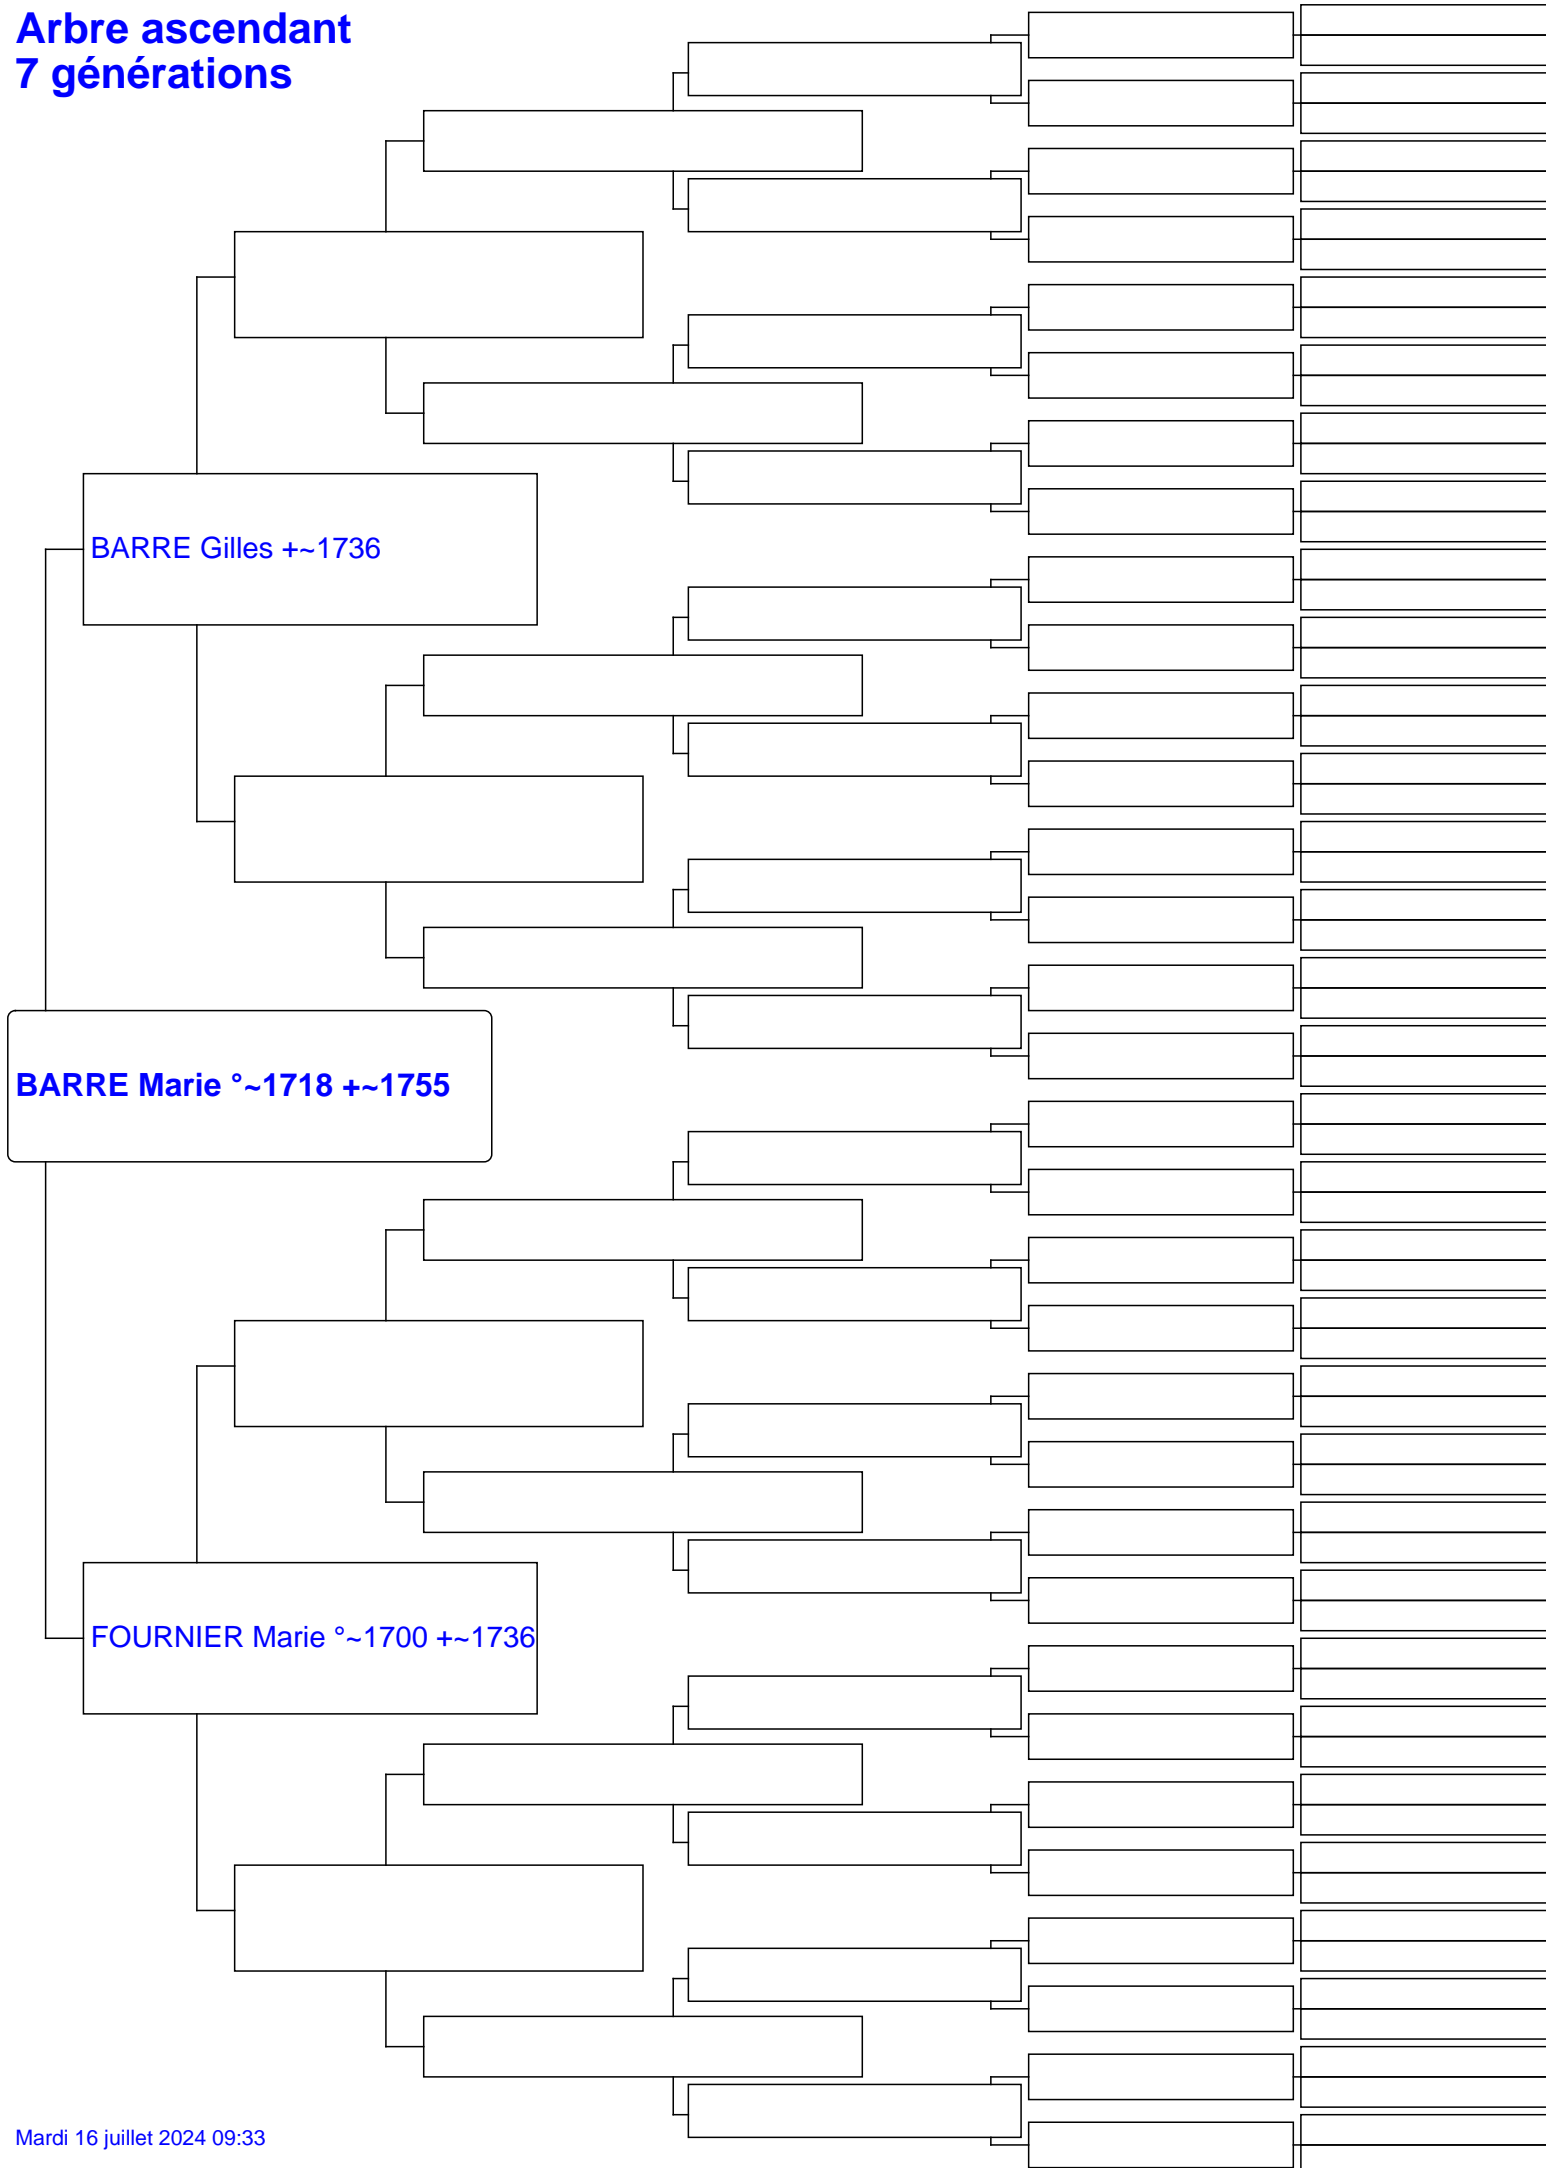 Arbre ascendant
7 générations
BARRE Gilles +~1736
BARRE Marie °~1718 +~1755
FOURNIER Marie °~1700 +~1736
Mardi 16 juillet 2024 09:33